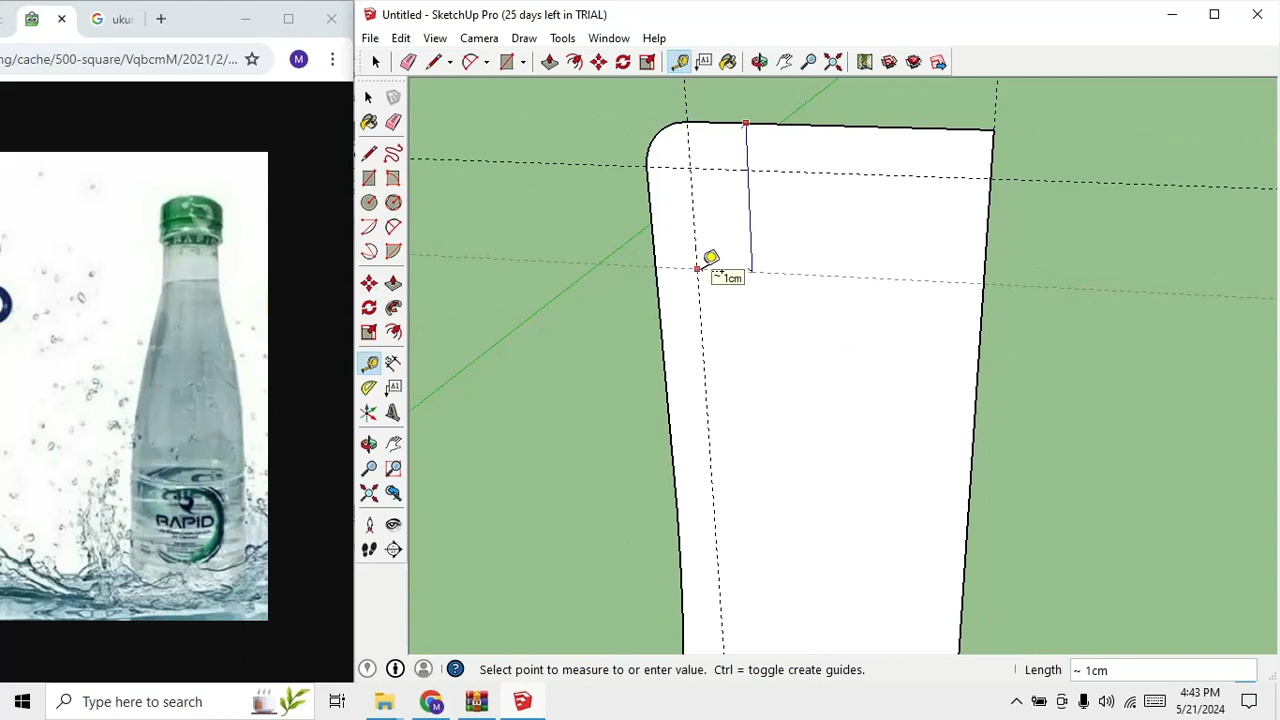 ukur
ng/cache/500-square/VqbcmM/2021/2/...
M
RAPID
Untitled - SketchUp Pro (25 days left in TRIAL)
File Edit View Camera Draw Tools Window Help
~ 1cm
Select point to measure to or enter value. Ctrl = toggle create guides.
Length ~ 1cm
Type here to search
4:43 PM
5/21/2024